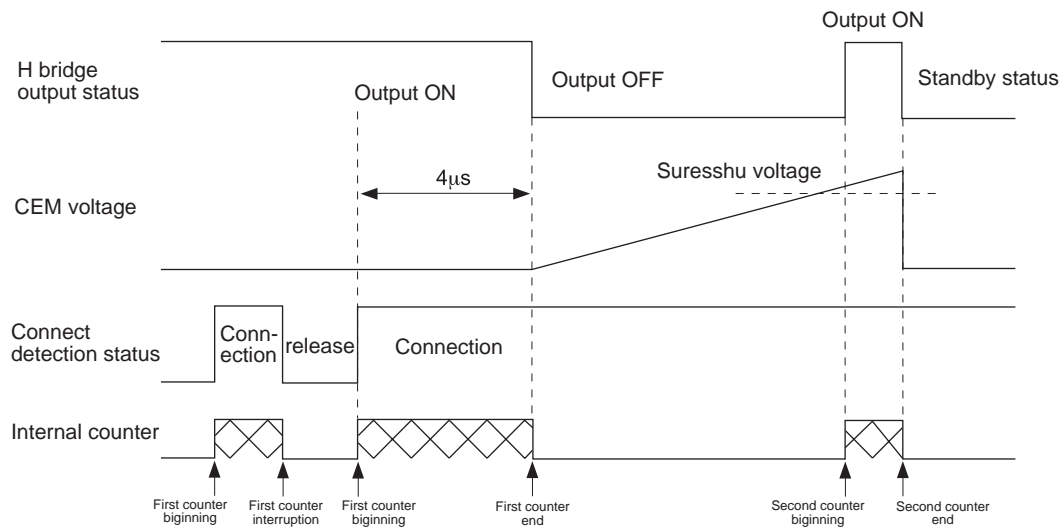 Output ON
H bridge
output status
Output ON
Output OFF
Standby status
4μs
Suresshu voltage
CEM voltage
Connect
detection status
Conn-
ection
release
Connection
Internal counter
First counter
biginning
First counter
interruption
First counter
biginning
First counter
end
Second counter
biginning
Second counter
end